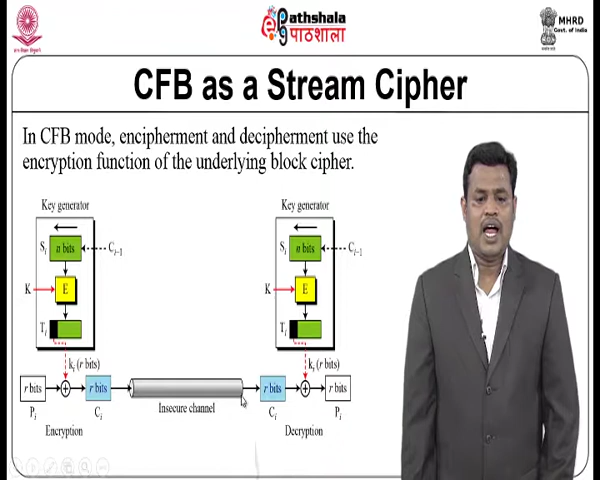 Pathshala
पाठशाला
MHRD
Govt. of India
CFB as a Stream Cipher
In CFB mode, encipherment and decipherment use the
encryption function of the underlying block cipher.
Key generator
Key generator
Si n bits Ci–1
Si n bits Ci–1
K E
K E
Ti
Ti
ki (r bits)
ki (r bits)
r bits r bits
r bits r bits
Pi Ci
Insecure channel
Ci Pi
Encryption
Decryption